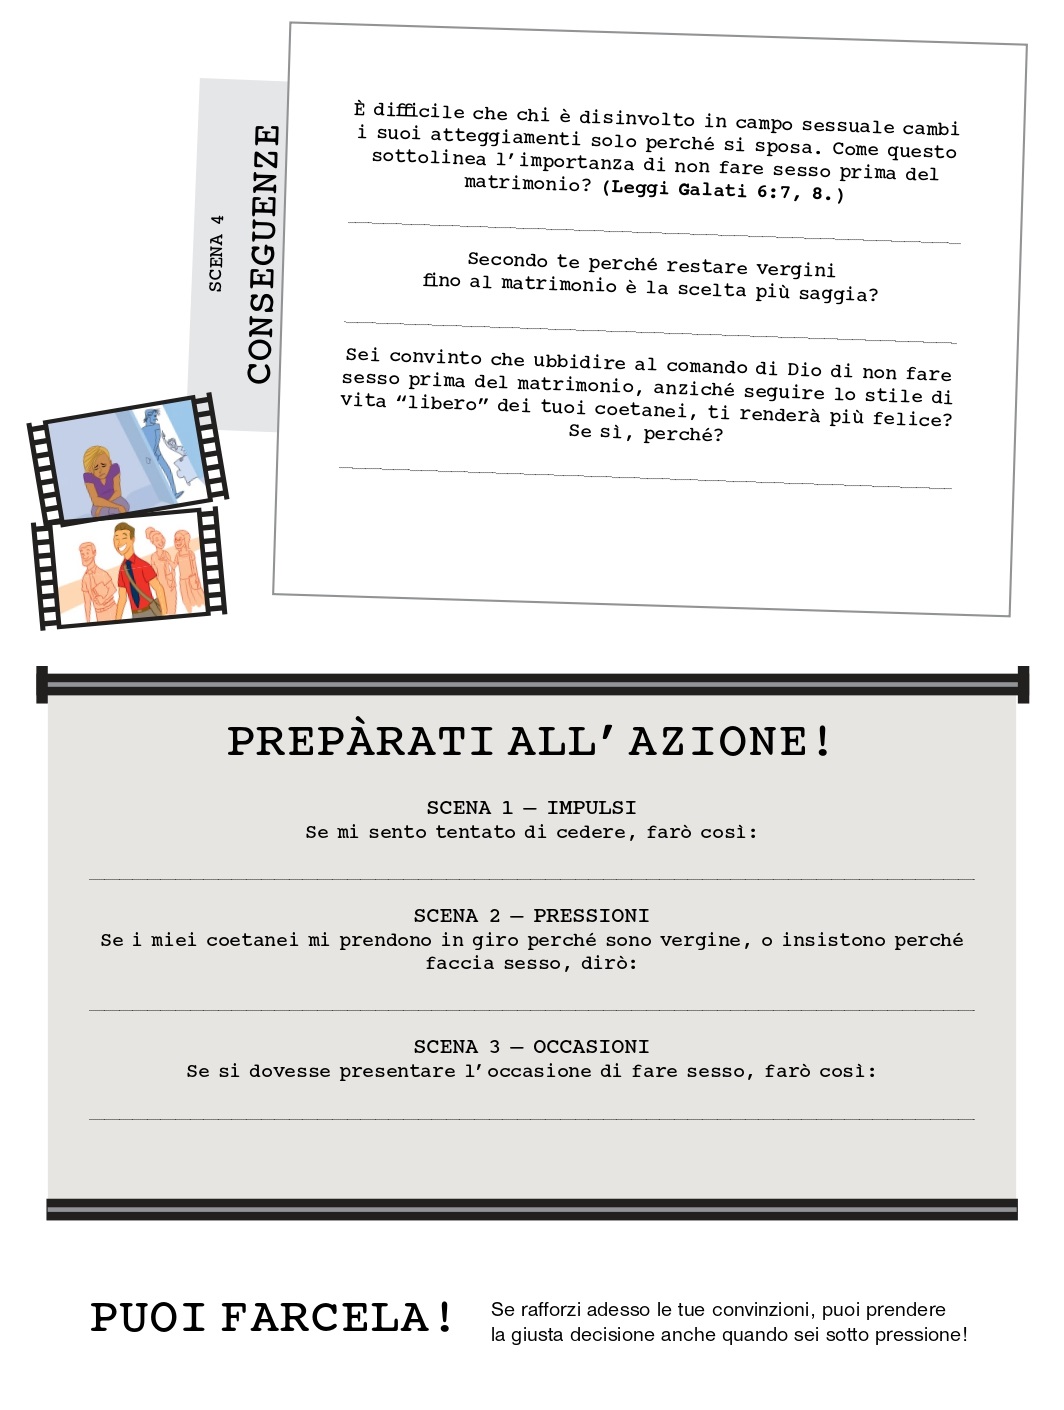 SCENA 4
CONSEGUENZE
È difficile che chi è disinvolto in campo sessuale cambi
i suoi atteggiamenti solo perché si sposa. Come questo
sottolinea l’importanza di non fare sesso prima del
matrimonio? (Leggi Galati 6:7, 8.)
Secondo te perché restare vergini
fino al matrimonio è la scelta più saggia?
Sei convinto che ubbidire al comando di Dio di non fare
sesso prima del matrimonio, anziché seguire lo stile di
vita “libero” dei tuoi coetanei, ti renderà più felice?
Se sì, perché?
PREPÀRATI ALL’AZIONE!
SCENA 1 — IMPULSI
Se mi sento tentato di cedere, farò così:
SCENA 2 — PRESSIONI
Se i miei coetanei mi prendono in giro perché sono vergine, o insistono perché
faccia sesso, dirò:
SCENA 3 — OCCASIONI
Se si dovesse presentare l’occasione di fare sesso, farò così:
PUOI FARCELA!
Se rafforzi adesso le tue convinzioni, puoi prendere
la giusta decisione anche quando sei sotto pressione!